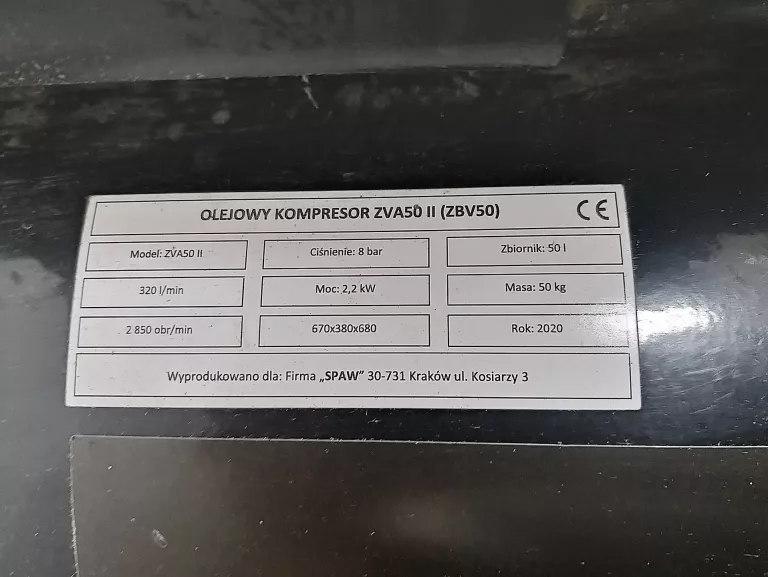 OLEJOWY KOMPRESOR ZVA50 II (ZBV50) CE
Model: ZVA50 II Ciśnienie: 8 bar Zbiornik: 50 l
320 l/min Moc: 2,2 kW Masa: 50 kg
2 850 obr/min 670x380x680 Rok: 2020
Wyprodukowano dla: Firma „SPAW" 30-731 Kraków ul. Kosiarzy 3